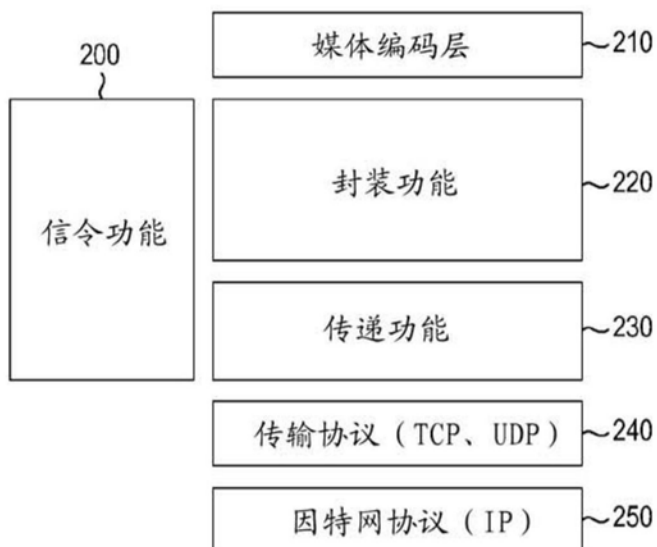 媒体编码层
210
200
信令功能
封装功能
220
传递功能
230
传输协议（TCP、UDP）
240
因特网协议（IP）
250